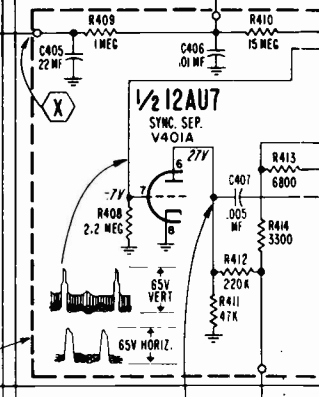 R409
1 MEG
R410
15 MEG
C405
.22 MF
C406
.01 MF
X
1/2 12AU7
SYNC. SEP.
V401A
6
27V
-7V
7
8
R408
2.2 MEG
C407
.005
MF
R413
6800
R414
3300
R412
220K
R411
47K
65V
VERT
65V HORIZ.